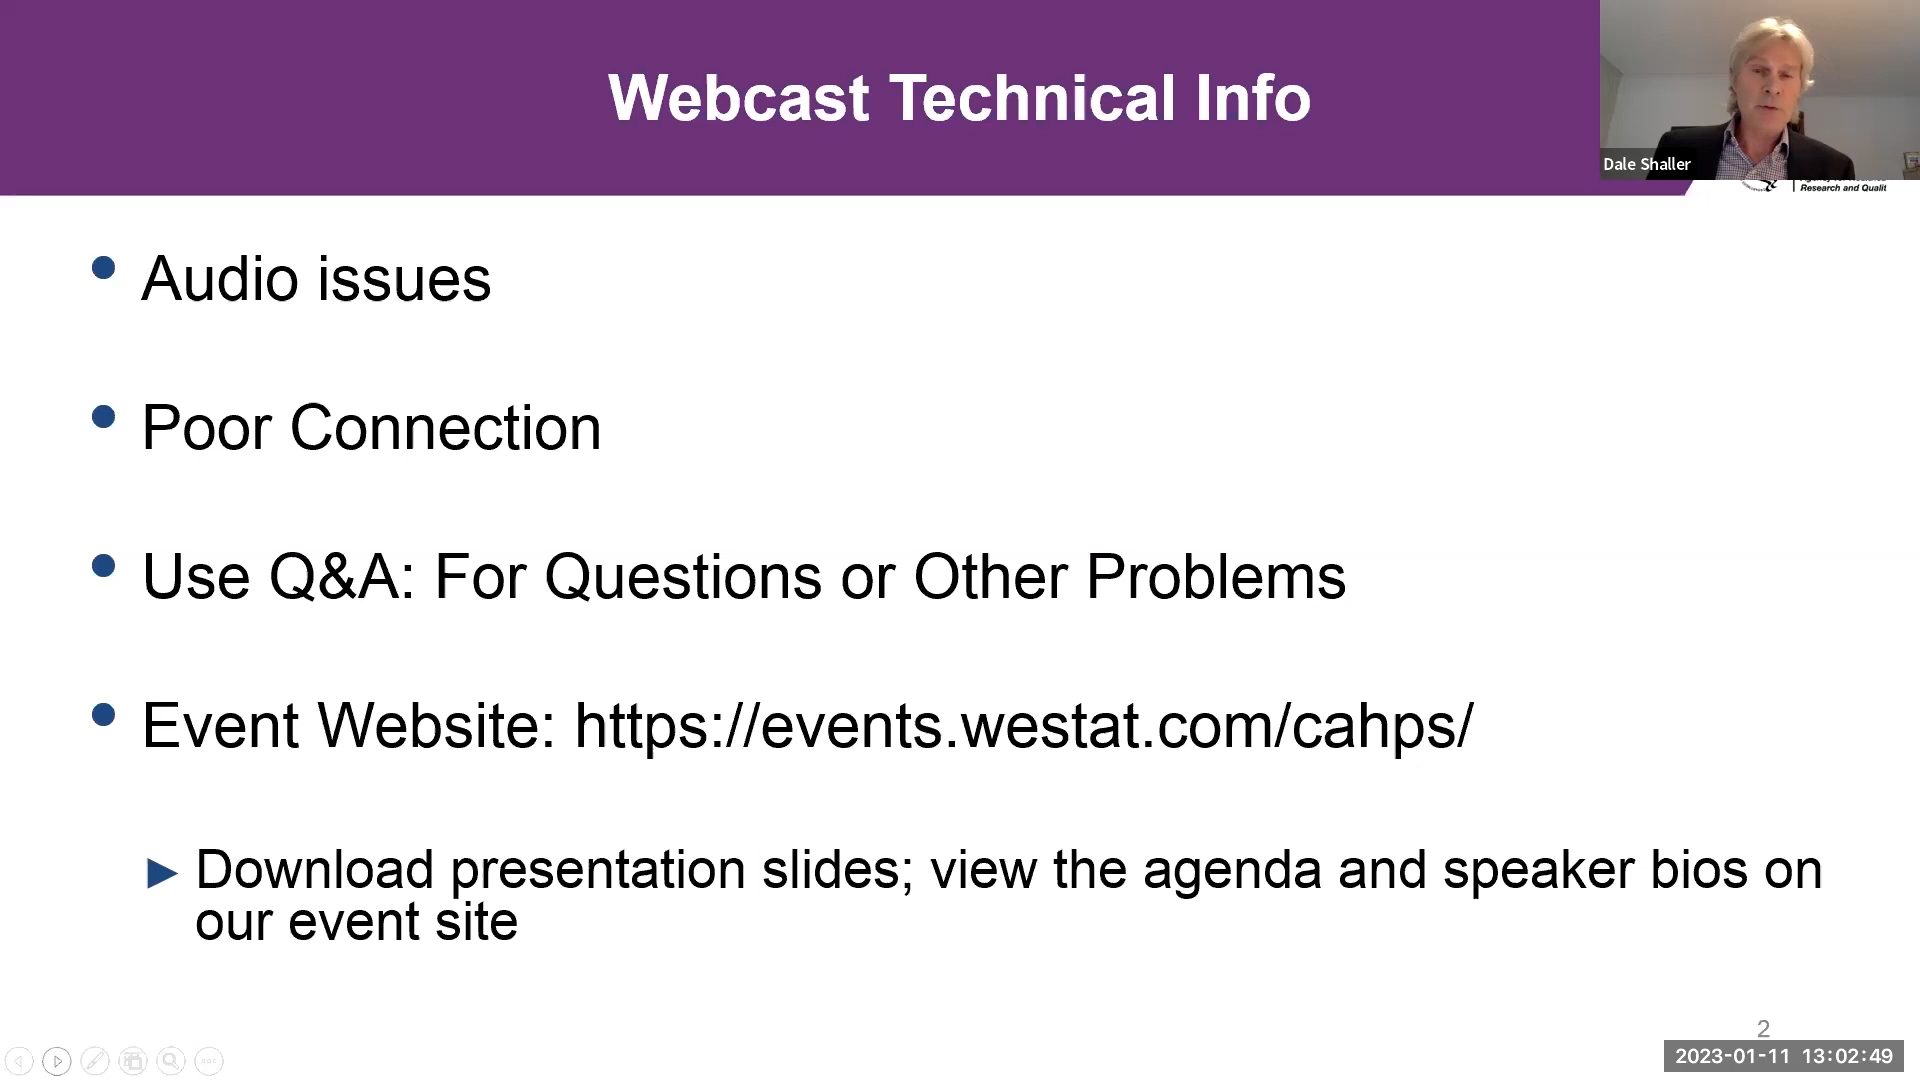 Webcast Technical Info
Dale Shaller
Research and Qualit
Audio issues
Poor Connection
Use Q&A: For Questions or Other Problems
Event Website: https://events.westat.com/cahps/
Download presentation slides; view the agenda and speaker bios on
our event site
2
2023-01-11 13:02:49